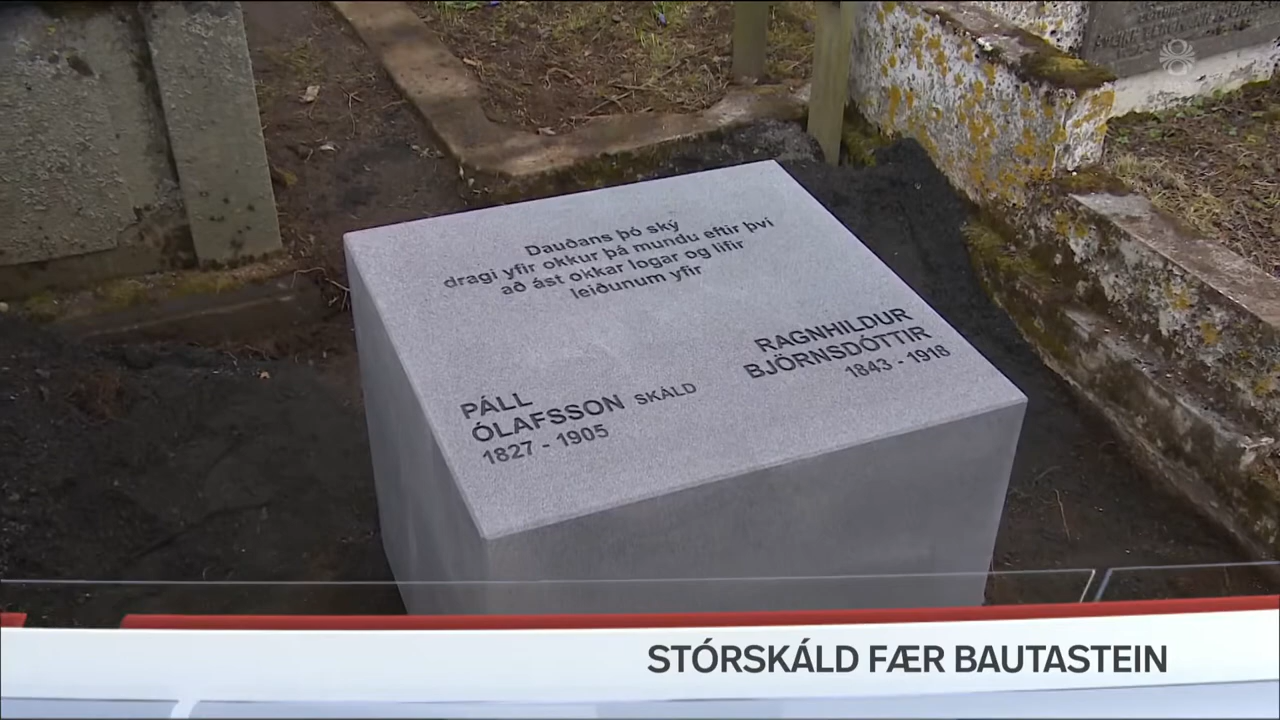 Dauðans þó ský
dragi yfir okkur þá mundu eftir því
að ást okkar logar og lifir
leiðunum yfir
PÁLL
ÓLAFSSON SKÁLD
1827 - 1905
RAGNHILDUR
BJÖRNSDÓTTIR
1843 - 1918
STÓRSKÁLD FÆR BAUTASTEIN